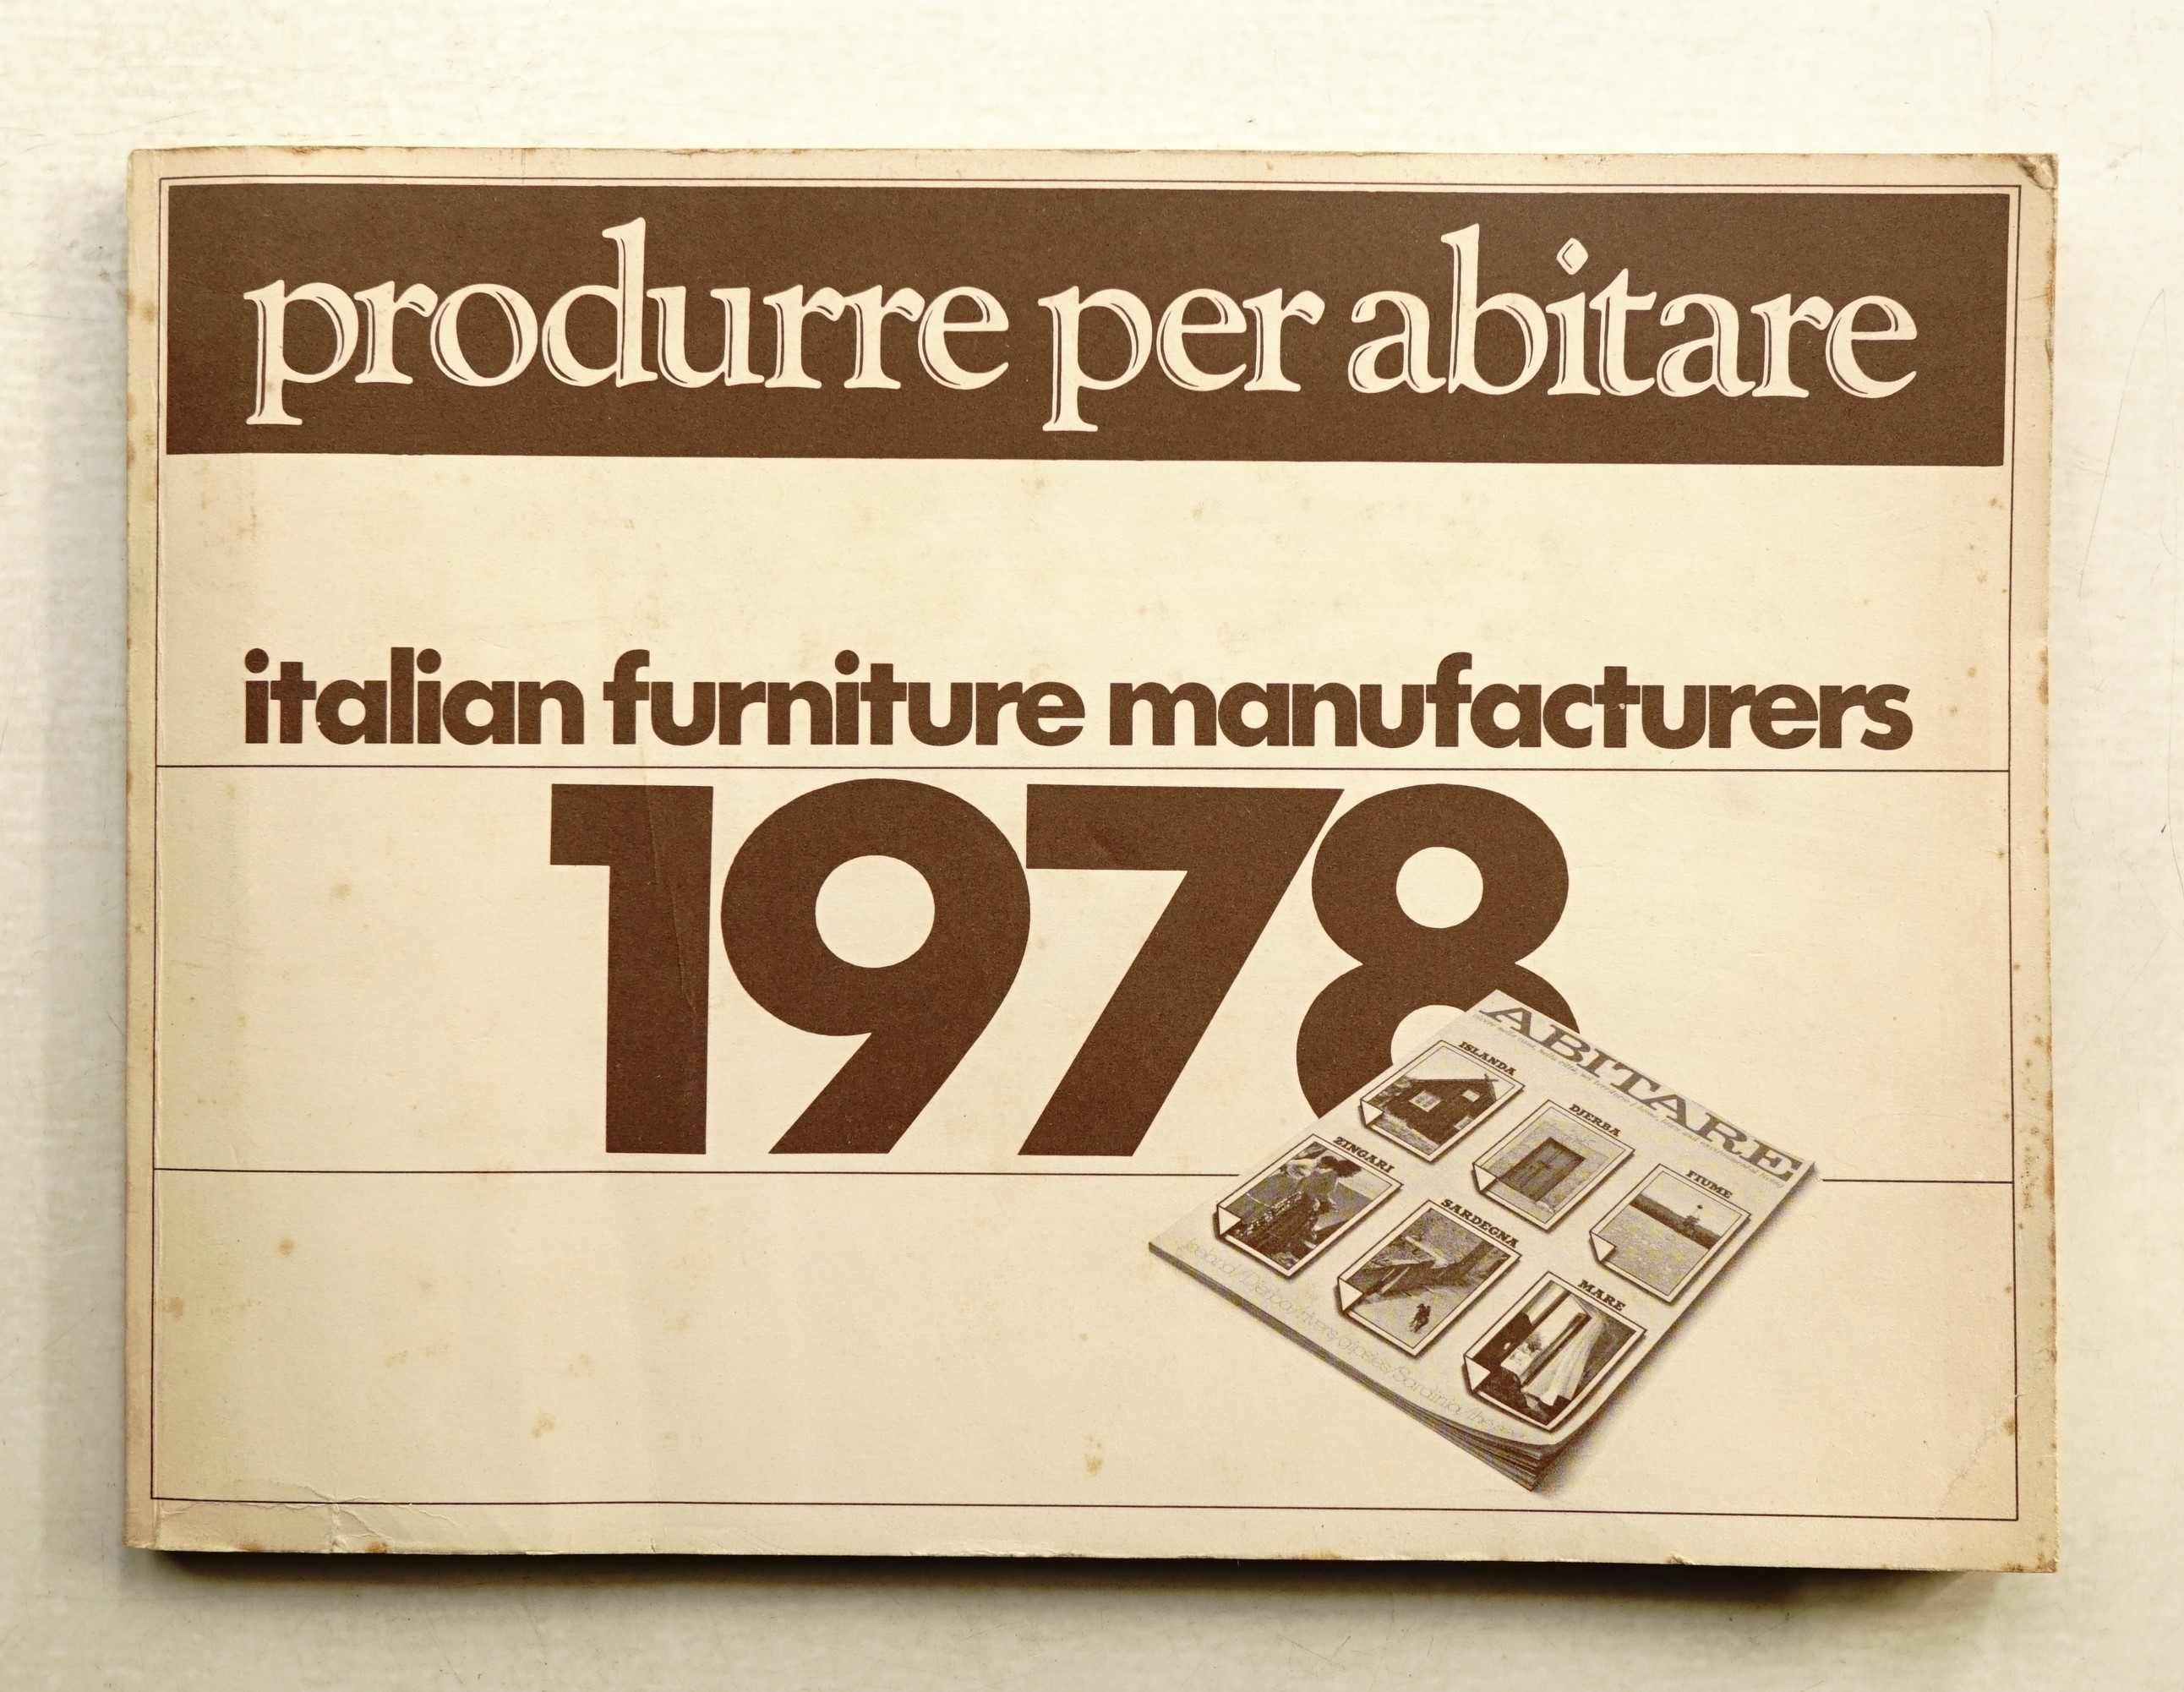 produrre per abitare
italian furniture manufacturers
1978
ABITARE
ISLANDA
DJERBA
FIUME
ZINGARI
SARDEGNA
MARE